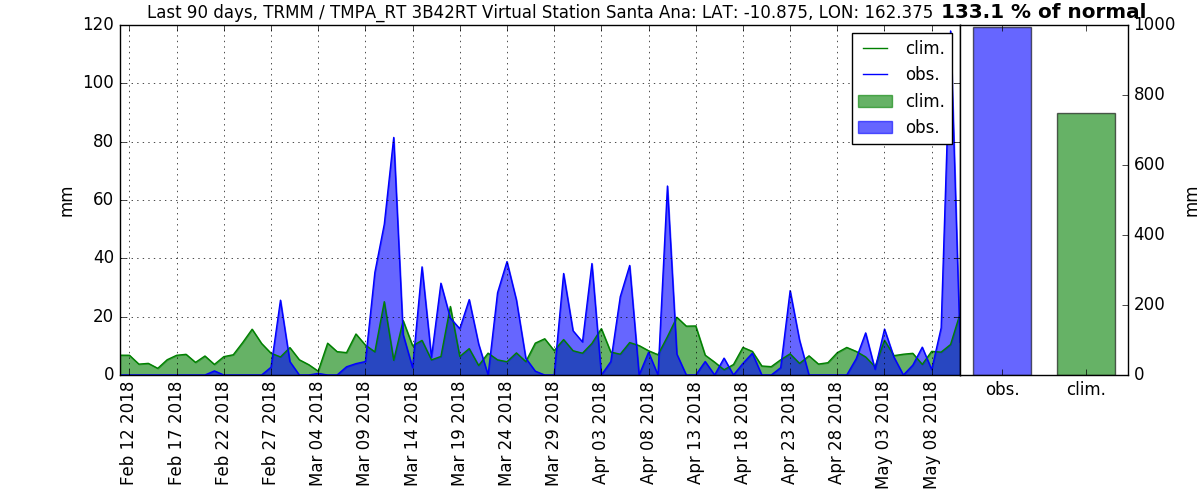 Last 90 days, TRMM / TMPA_RT 3B42RT Virtual Station Santa Ana: LAT: -10.875, LON: 162.375 133.1 % of normal
120
100
80
60
40
20
0
mm
clim.
obs.
clim.
obs.
1000
800
600
400
200
0
mm
obs.
clim.
Feb 12 2018
Feb 17 2018
Feb 22 2018
Feb 27 2018
Mar 04 2018
Mar 09 2018
Mar 14 2018
Mar 19 2018
Mar 24 2018
Mar 29 2018
Apr 03 2018
Apr 08 2018
Apr 13 2018
Apr 18 2018
Apr 23 2018
Apr 28 2018
May 03 2018
May 08 2018